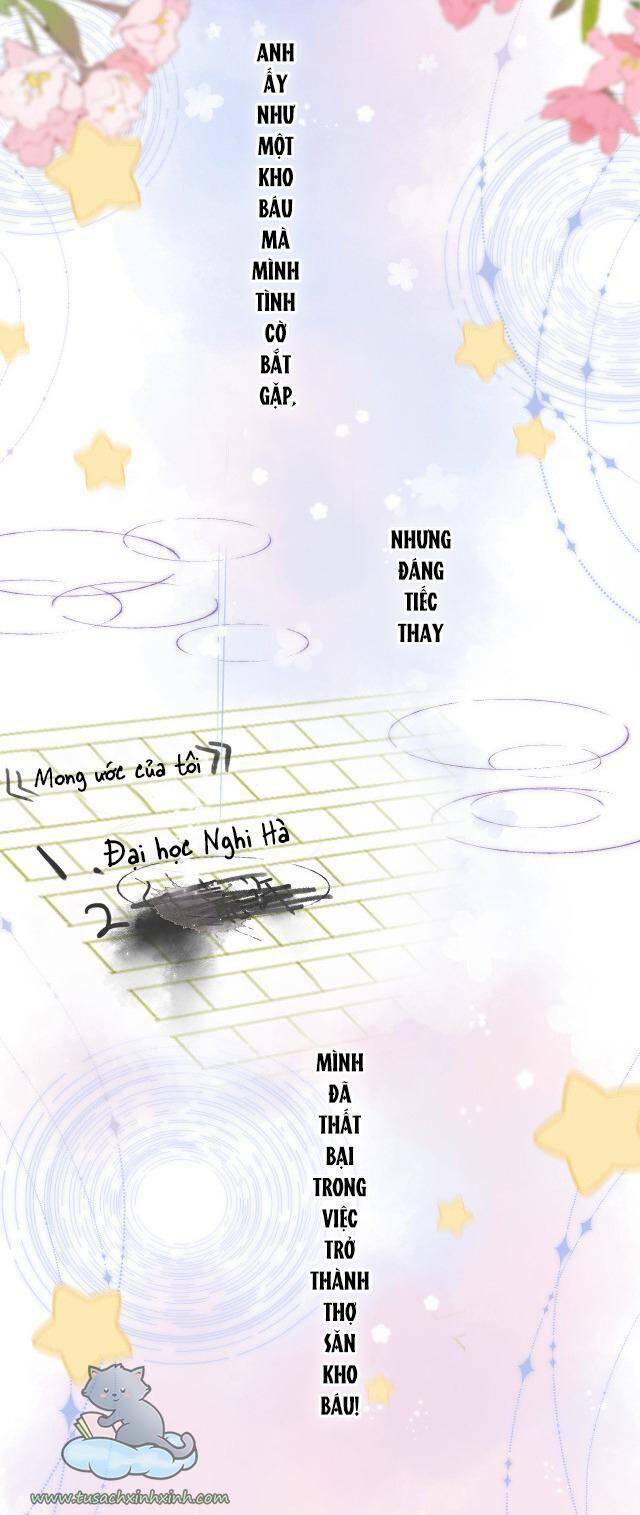 ANH
ẤY
NHƯ
MỘT
KHO
BÁU
MÀ
MÌNH
TÌNH
CỜ
BẮT
GẶP,
NHƯNG
ĐÁNG
TIẾC
THAY
《 Mong ước của tôi 》
1. Đại học Nghi Hà
2
MÌNH
ĐÃ
THẤT
BẠI
TRONG
VIỆC
TRỞ
THÀNH
THỢ
SĂN
KHO
BÁU!
www.tusachxinhxinh.com